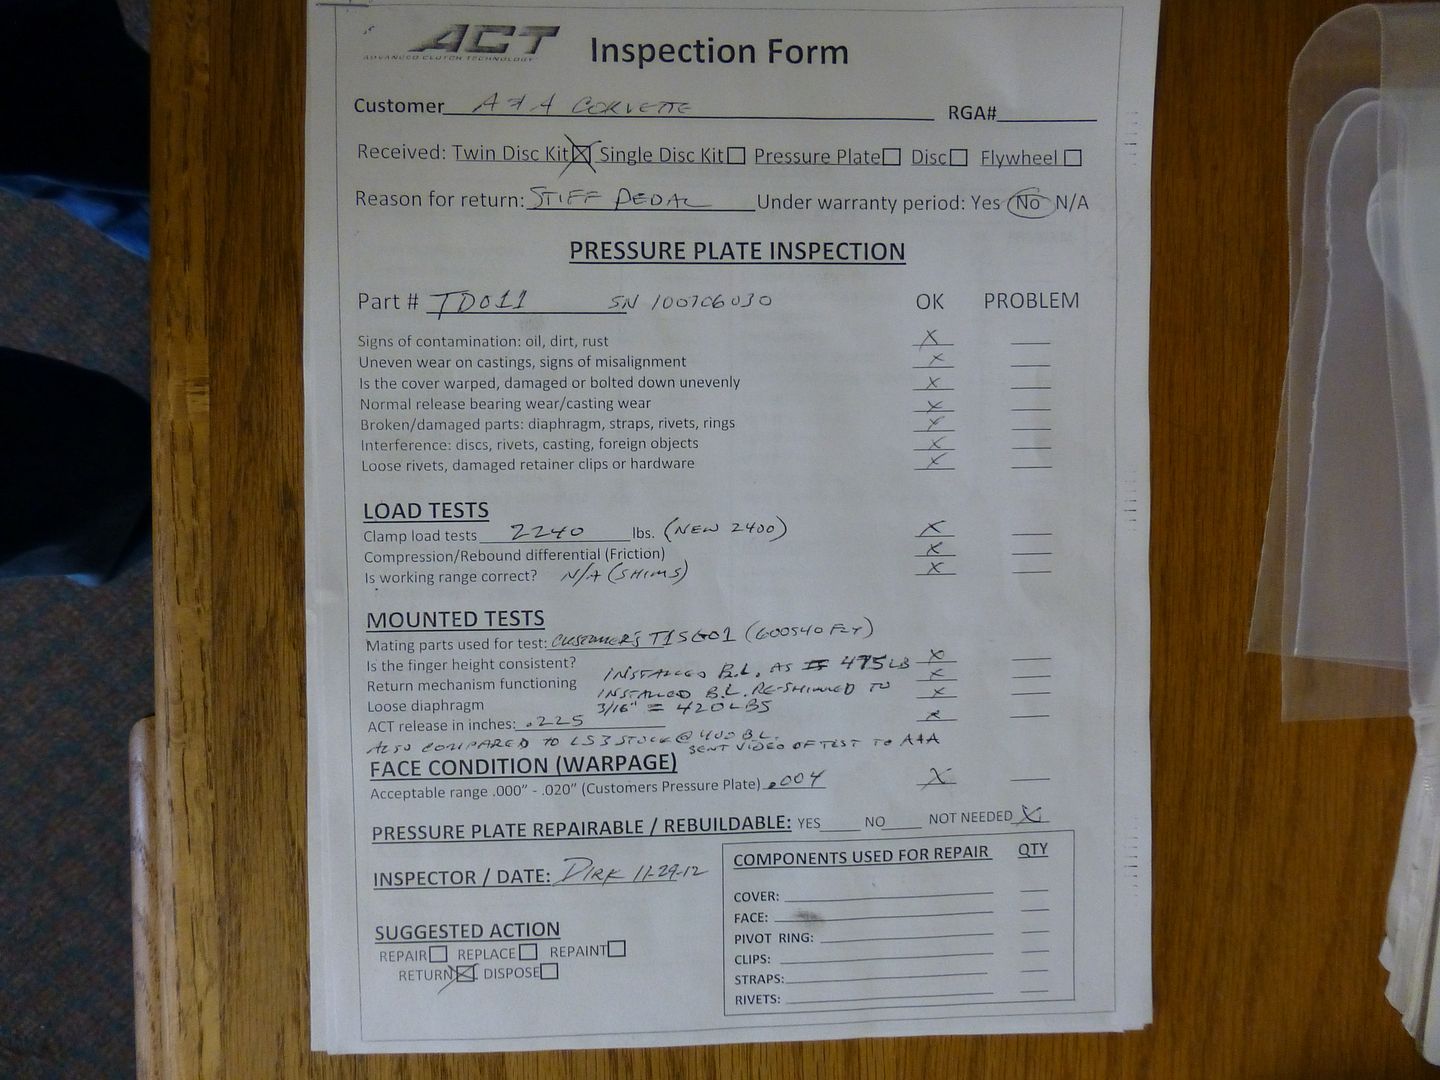 ACT Inspection Form
ADVANCED CLUTCH TECHNOLOGY
Customer A & A CORVETTE RGA#
Received: Twin Disc Kit Single Disc Kit Pressure Plate Disc Flywheel
Reason for return: STIFF PEDAL Under warranty period: Yes No N/A
PRESSURE PLATE INSPECTION
Part # TD011 SN 100706030 OK PROBLEM
Signs of contamination: oil, dirt, rust X
Uneven wear on castings, signs of misalignment X
Is the cover warped, damaged or bolted down unevenly X
Normal release bearing wear/casting wear X
Broken/damaged parts: diaphragm, straps, rivets, rings X
Interference: discs, rivets, casting, foreign objects X
Loose rivets, damaged retainer clips or hardware X
LOAD TESTS
Clamp load tests 2240 lbs. (NEW 2400) X
Compression/Rebound differential (Friction) X
Is working range correct? N/A (SHIMS) X
MOUNTED TESTS
Mating parts used for test: CUSTOMER'S T1SG01 (600540 FLY)
Is the finger height consistent? INSTALLED B.L. AS IS 475LB X
Return mechanism functioning INSTALLED B.L. RE-SHIMMED TO X
Loose diaphragm 3/16" = 420LBS X
ACT release in inches: .225 X
ALSO COMPARED TO LS3 STOCK @ 400 B.L.
SENT VIDEO OF TEST TO A&A
FACE CONDITION (WARPAGE)
Acceptable range .000" - .020" (Customers Pressure Plate) .004 X
PRESSURE PLATE REPAIRABLE / REBUILDABLE: YES NO NOT NEEDED X
INSPECTOR / DATE: DIRK 11-29-12
SUGGESTED ACTION
REPAIR REPLACE REPAINT
RETURN DISPOSE
COMPONENTS USED FOR REPAIR QTY
COVER:
FACE:
PIVOT RING:
CLIPS:
STRAPS:
RIVETS: